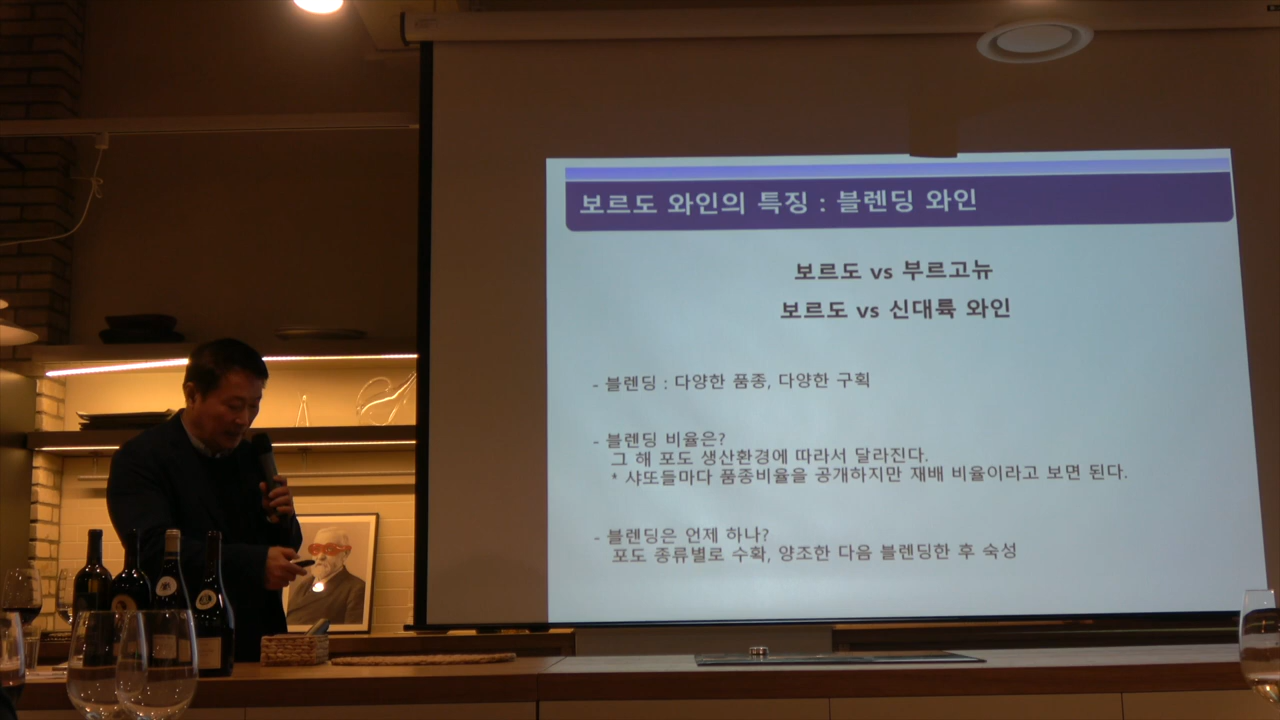 보르도 와인의 특징 : 블렌딩 와인
보르도 vs 부르고뉴
보르도 vs 신대륙 와인
- 블렌딩 : 다양한 품종, 다양한 구획
- 블렌딩 비율은?
그 해 포도 생산환경에 따라서 달라진다.
* 샤또들마다 품종비율을 공개하지만 재배 비율이라고 보면 된다.
- 블렌딩은 언제 하나?
포도 종류별로 수확, 양조한 다음 블렌딩한 후 숙성